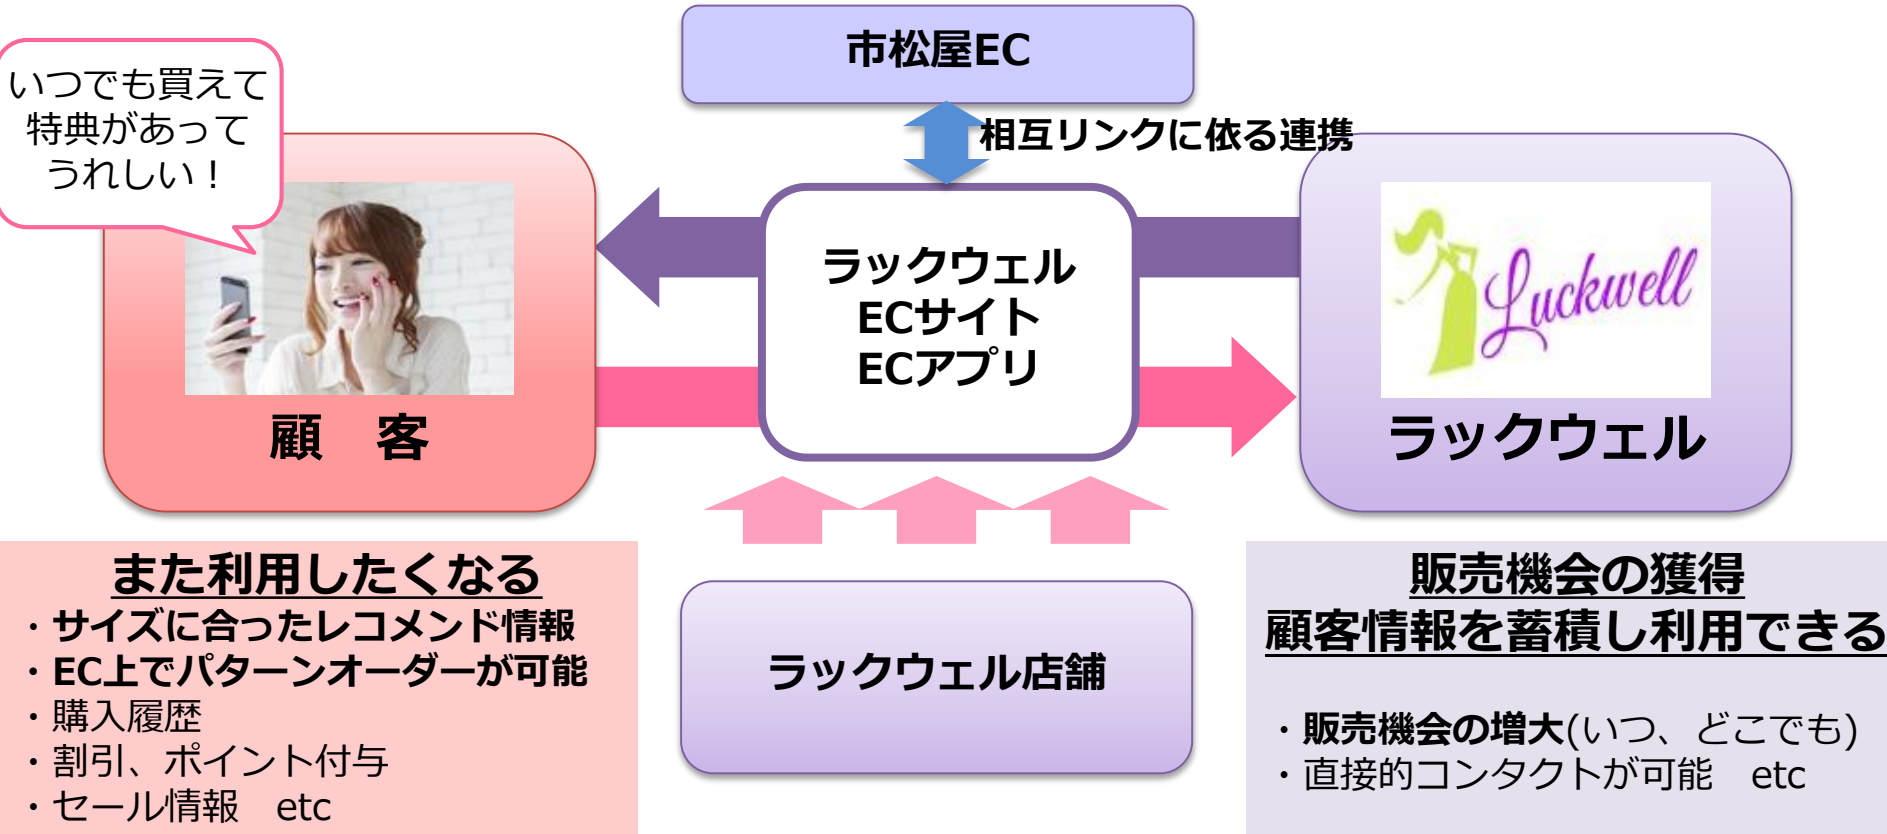 市松屋EC
いつでも買えて
特典があって
うれしい！
相互リンクに依る連携
ラックウェル
ECサイト
ECアプリ
Luckwell
顧　客
ラックウェル
また利用したくなる
・サイズに合ったレコメンド情報
・EC上でパターンオーダーが可能
・購入履歴
・割引、ポイント付与
・セール情報　etc
ラックウェル店舗
販売機会の獲得
顧客情報を蓄積し利用できる
・販売機会の増大(いつ、どこでも)
・直接的コンタクトが可能　etc